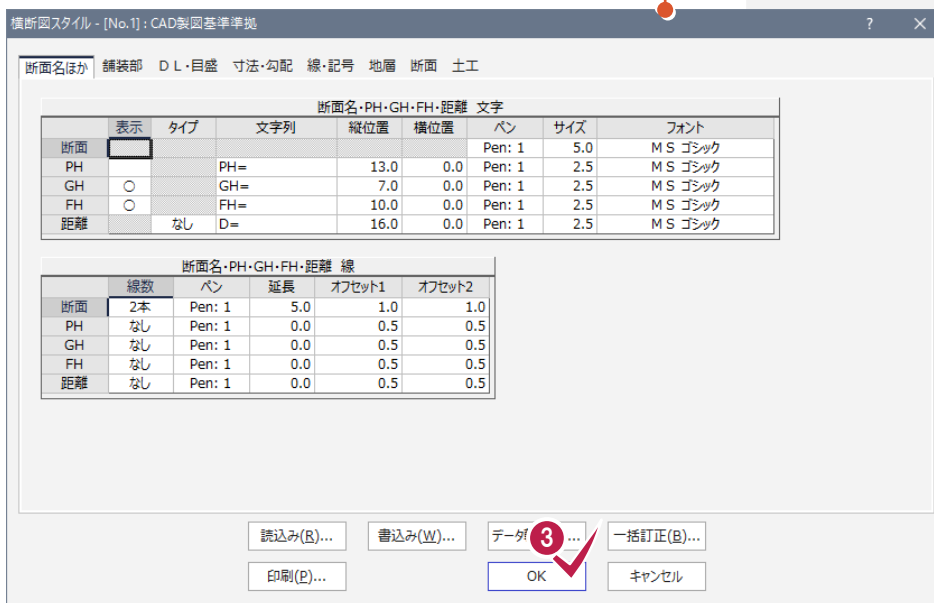 横断図スタイル - [No.1] : CAD製図基準準拠 ? ×
断面名ほか 舗装部 ＤＬ・目盛 寸法・勾配 線・記号 地層 断面 土工
断面名・PH・GH・FH・距離 文字
表示 タイプ 文字列 縦位置 横位置 ペン サイズ フォント
断面 Pen: 1 5.0 ＭＳ ゴシック
PH PH= 13.0 0.0 Pen: 1 2.5 ＭＳ ゴシック
GH ○ GH= 7.0 0.0 Pen: 1 2.5 ＭＳ ゴシック
FH ○ FH= 10.0 0.0 Pen: 1 2.5 ＭＳ ゴシック
距離 なし D= 16.0 0.0 Pen: 1 2.5 ＭＳ ゴシック
断面名・PH・GH・FH・距離 線
線数 ペン 延長 オフセット1 オフセット2
断面 2本 Pen: 1 5.0 1.0 1.0
PH なし Pen: 1 0.0 0.5 0.5
GH なし Pen: 1 0.0 0.5 0.5
FH なし Pen: 1 0.0 0.5 0.5
距離 なし Pen: 1 0.0 0.5 0.5
読込み(R)... 書込み(W)... データ ... 一括訂正(B)...
3
印刷(P)... OK キャンセル